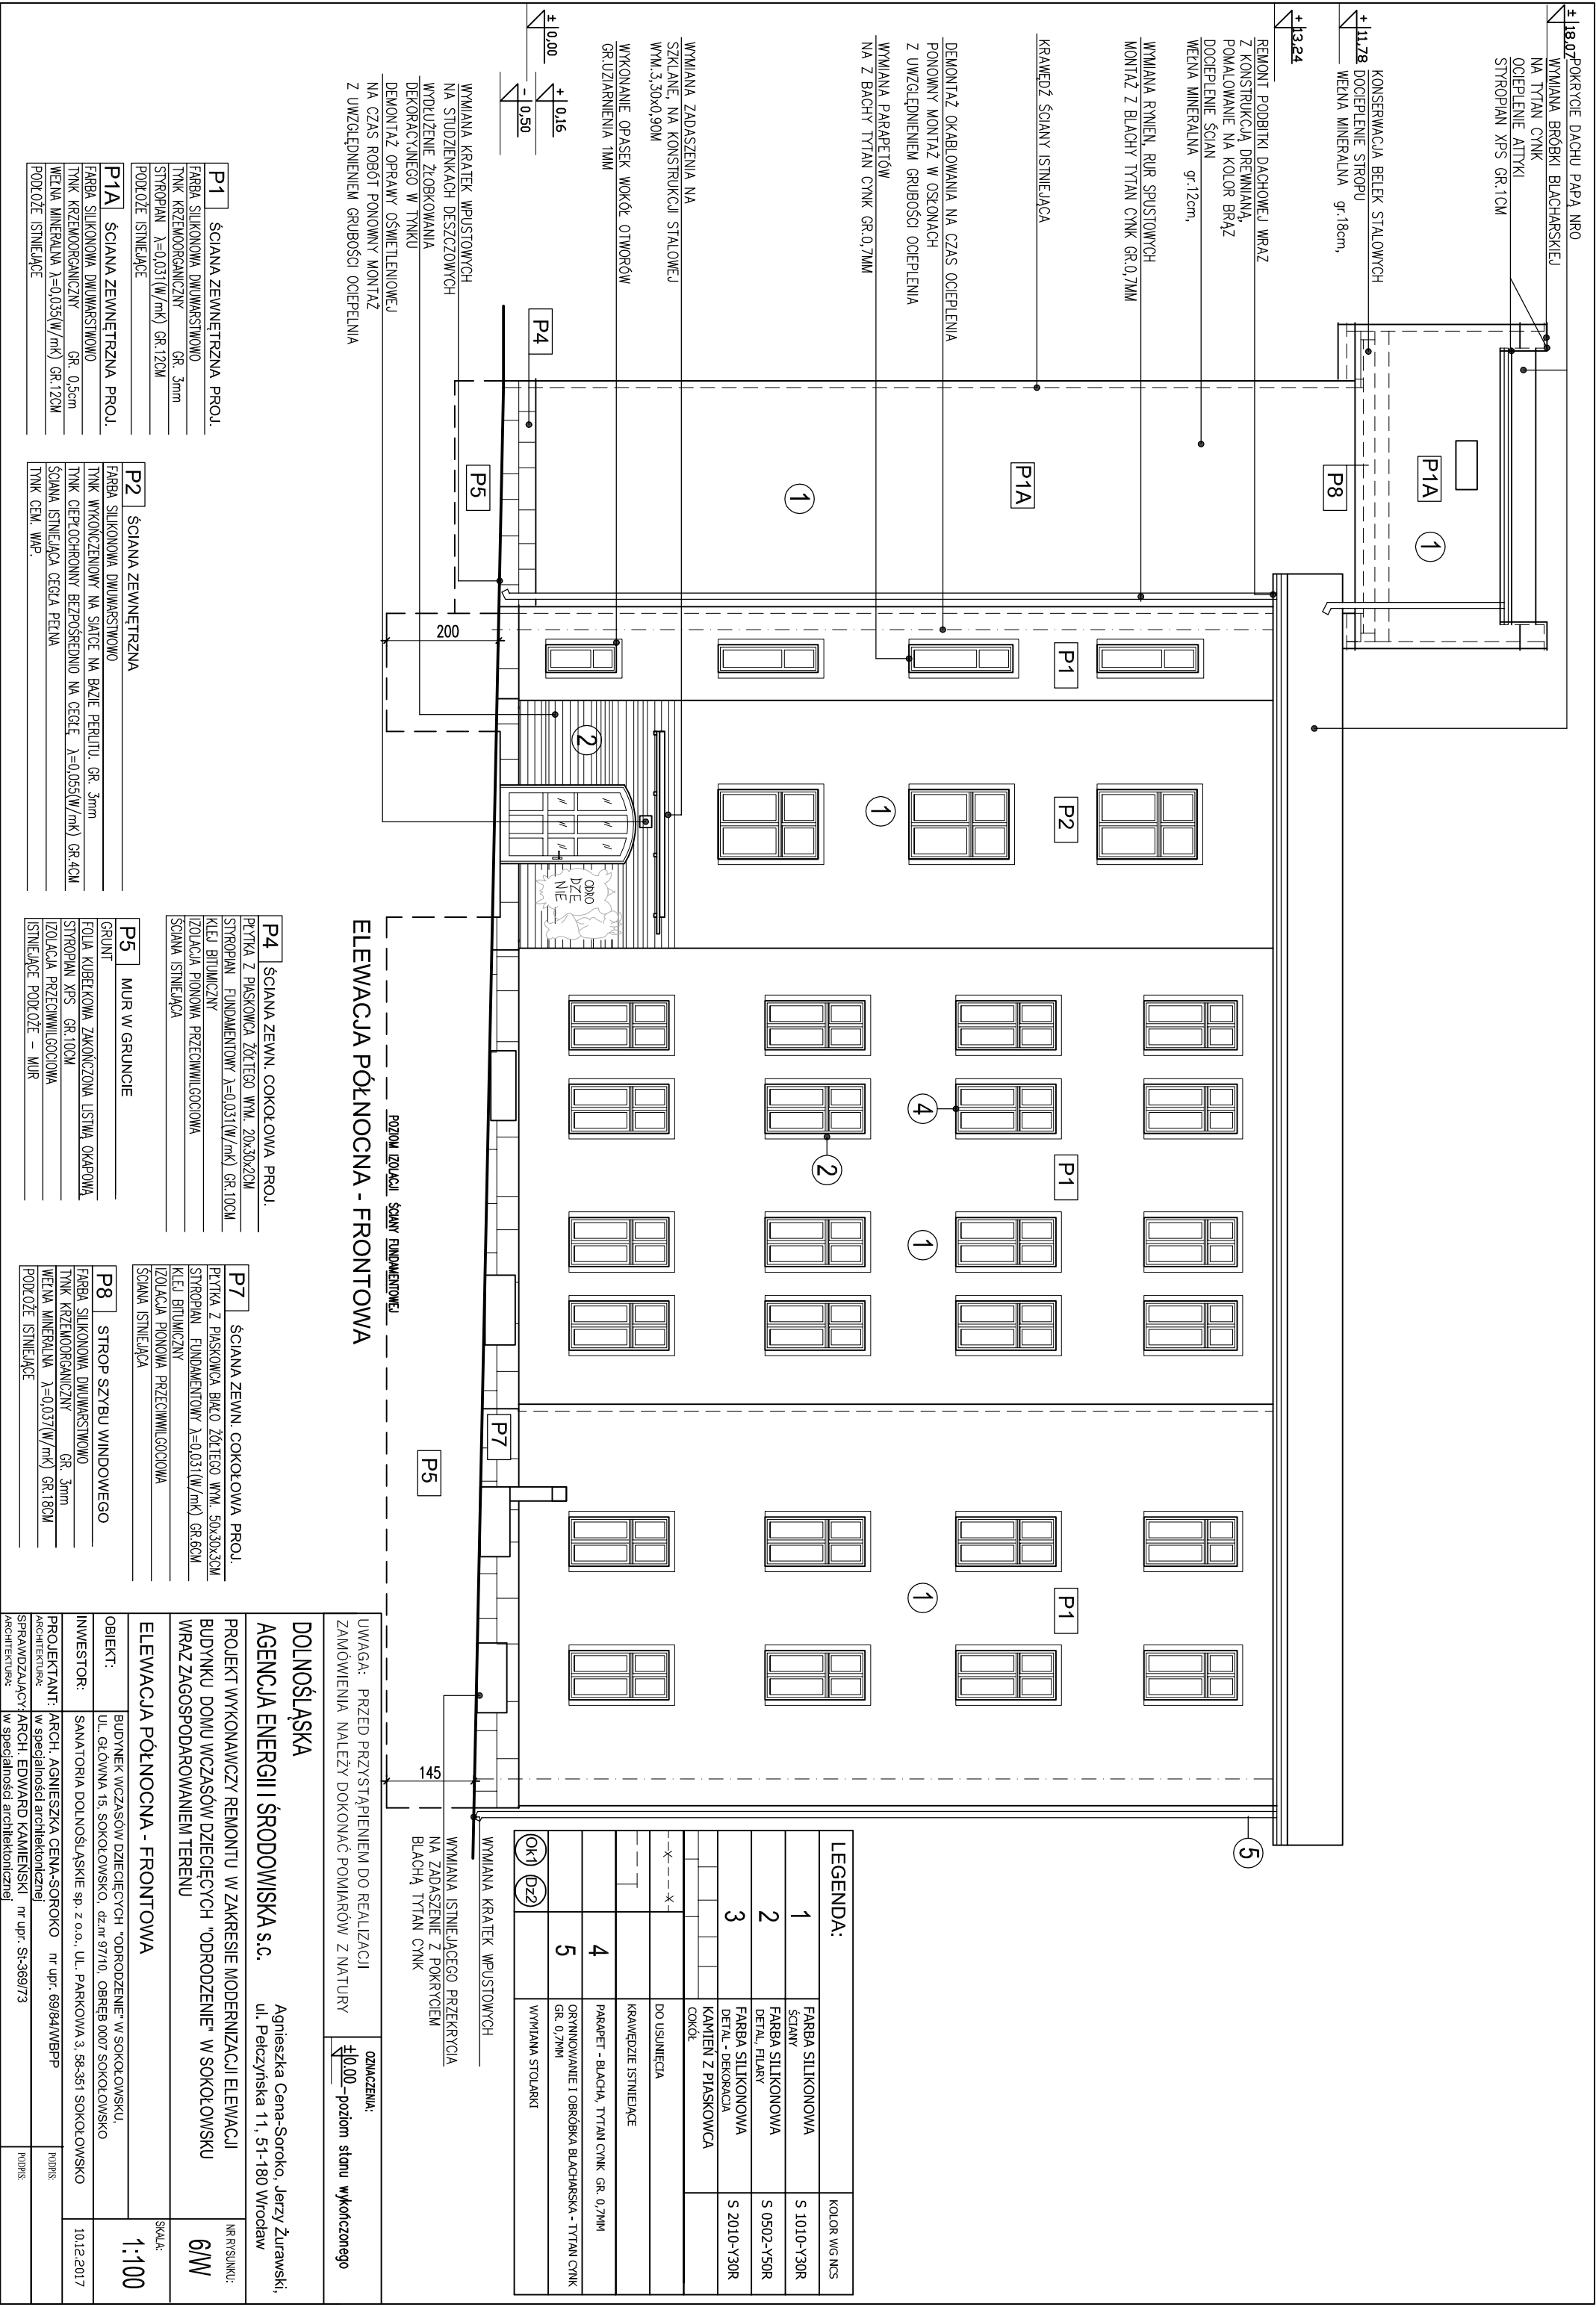 ± 18.07
POKRYCIE DACHU PAPĄ NRO
WYMIANA BRÓBKI BLACHARSKIEJ
NA TYTAN CYNK
OCIEPLENIE ATTYKI
STYROPIAN XPS GR.1CM
+ 11.78
KONSERWACJA BELEK STALOWYCH
DOCIEPLENIE STROPU
WEŁNA MINERALNA gr.18cm,
+ 13.24
REMONT PODBITKI DACHOWEJ WRAZ
Z KONSTRUKCJĄ DREWNIANĄ,
POMALOWANIE NA KOLOR BRĄZ
DOCIEPLENIE ŚCIAN
WEŁNA MINERALNA gr.12cm,
WYMIANA RYNIEN, RUR SPUSTOWYCH
MONTAŻ Z BLACHY TYTAN CYNK GR.0,7MM
KRAWĘDŹ ŚCIANY ISTNIEJĄCA
DEMONTAŻ OKABLOWANIA NA CZAS OCIEPLENIA
PONOWNY MONTAŻ W OSŁONACH
Z UWZGLĘDNIENIEM GRUBOŚCI OCIEPLENIA
WYMIANA PARAPETÓW
NA Z BACHY TYTAN CYNK GR.0,7MM
WYMIANA ZADASZENIA NA
SZKLANE, NA KONSTRUKCJI STALOWEJ
WYM.3,30x0,90M
WYKONANIE OPASEK WOKÓŁ OTWORÓW
GR.UZIARNIENIA 1MM
± 0,00
+ 0,16
- 0,50
WYMIANA KRATEK WPUSTOWYCH
NA STUDZIENKACH DESZCZOWYCH
WYDŁUŻENIE ŻŁOBKOWANIA
DEKORACYJNEGO W TYNKU
DEMONTAŻ OPRAWY OŚWIETLENIOWEJ
NA CZAS ROBÓT PONOWNY MONTAŻ
Z UWZGLĘDNIENIEM GRUBOŚCI OCIEPELNIA
P1A
1
P8
P1A
1
P4
P5
200
P1
P2
1
2
ODRO
DZE
NIE
4
2
P1
1
P7
P5
P1
1
5
145
POZIOM IZOLACJI ŚCIANY FUNDAMENTOWEJ
ELEWACJA PÓŁNOCNA - FRONTOWA
WYMIANA KRATEK WPUSTOWYCH
WYMIANA ISTNIEJĄCEGO PRZEKRYCIA
NA ZADASZENIE Z POKRYCIEM
BLACHĄ TYTAN CYNK
P1 ŚCIANA ZEWNĘTRZNA PROJ.
FARBA SILIKONOWA DWUWARSTWOWO
TYNK KRZEMOORGANICZNY GR. 3mm
STYROPIAN λ=0,031(W/mK) GR.12CM
PODŁOŻE ISTNIEJĄCE
P1A ŚCIANA ZEWNĘTRZNA PROJ.
FARBA SILIKONOWA DWUWARSTWOWO
TYNK KRZEMOORGANICZNY GR. 0,5cm
WEŁNA MINERALNA λ=0,035(W/mK) GR.12CM
PODŁOŻE ISTNIEJĄCE
P2 ŚCIANA ZEWNĘTRZNA
FARBA SILIKONOWA DWUWARSTWOWO
TYNK WYKOŃCZENIOWY NA SIATCE NA BAZIE PERLITU. GR. 3mm
TYNK CIEPŁOCHRONNY BEZPOŚREDNIO NA CEGŁĘ λ=0,055(W/mK) GR.4CM
ŚCIANA ISTNIEJĄCA CEGŁA PEŁNA
TYNK CEM. WAP.
P4 ŚCIANA ZEWN. COKOŁOWA PROJ.
PŁYTKA Z PIASKOWCA ŻÓŁTEGO WYM. 20x30x2CM
STYROPIAN FUNDAMENTOWY λ=0,031(W/mK) GR.10CM
KLEJ BITUMICZNY
IZOLACJA PIONOWA PRZECIWWILGOCIOWA
ŚCIANA ISTNIEJĄCA
P5 MUR W GRUNCIE
GRUNT
FOLIA KUBEŁKOWA ZAKOŃCZONA LISTWĄ OKAPOWĄ
STYROPIAN XPS GR.10CM
IZOLACJA PRZECIWWILGOCIOWA
ISTNIEJĄCE PODŁOŻE - MUR
P7 ŚCIANA ZEWN. COKOŁOWA PROJ.
PŁYTKA Z PIASKOWCA BIAŁO ŻÓŁTEGO WYM. 50x30x3CM
STYROPIAN FUNDAMENTOWY λ=0,031(W/mK) GR.6CM
KLEJ BITUMICZNY
IZOLACJA PIONOWA PRZECIWWILGOCIOWA
ŚCIANA ISTNIEJĄCA
P8 STROP SZYBU WINDOWEGO
FARBA SILIKONOWA DWUWARSTWOWO
TYNK KRZEMOORGANICZNY GR. 3mm
WEŁNA MINERALNA λ=0,037(W/mK) GR.18CM
PODŁOŻE ISTNIEJĄCE
LEGENDA: KOLOR WG NCS
1 FARBA SILIKONOWA S 1010-Y30R
ŚCIANY
2 FARBA SILIKONOWA S 0502-Y50R
DETAL, FILARY
3 FARBA SILIKONOWA S 2010-Y30R
DETAL - DEKORACJA
KAMIEŃ Z PIASKOWCA
COKÓŁ
DO USUNIĘCIA
KRAWĘDZIE ISTNIEJĄCE
4 PARAPET - BLACHA, TYTAN CYNK GR. 0,7MM
5 ORYNNOWANIE I OBRÓBKA BLACHARSKA - TYTAN CYNK
GR. 0,7MM
Ok1 Dz2 WYMIANA STOLARKI
UWAGA: PRZED PRZYSTĄPIENIEM DO REALIZACJI
ZAMÓWIENIA NALEŻY DOKONAĆ POMIARÓW Z NATURY
OZNACZENIA:
±0.00 -poziom stanu wykończonego
DOLNOŚLĄSKA
AGENCJA ENERGII I ŚRODOWISKA s.c.
Agnieszka Cena-Soroko, Jerzy Żurawski,
ul. Pełczyńska 11, 51-180 Wrocław
PROJEKT WYKONAWCZY REMONTU W ZAKRESIE MODERNIZACJI ELEWACJI
BUDYNKU DOMU WCZASÓW DZIECIĘCYCH "ODRODZENIE" W SOKOŁOWSKU
WRAZ ZAGOSPODAROWANIEM TERENU
NR RYSUNKU:
6/W
ELEWACJA PÓŁNOCNA - FRONTOWA
SKALA:
1:100
OBIEKT: BUDYNEK WCZASÓW DZIECIĘCYCH "ODRODZENIE" W SOKOŁOWSKU,
UL. GŁÓWNA 15, SOKOŁOWSKO, dz.nr 97/10, OBRĘB 0007 SOKOŁOWSKO
INWESTOR: SANATORIA DOLNOŚLĄSKIE sp. z o.o., UL. PARKOWA 3, 58-351 SOKOŁOWSKO
10.12.2017
PROJEKTANT: ARCH. AGNIESZKA CENA-SOROKO nr upr. 69/84/WBPP
ARCHITEKTURA: w specjalności architektonicznej
PODPIS:
SPRAWDZAJĄCY: ARCH. EDWARD KAMIEŃSKI nr upr. St-369/73
ARCHITEKTURA: w specjalności architektonicznej
PODPIS: